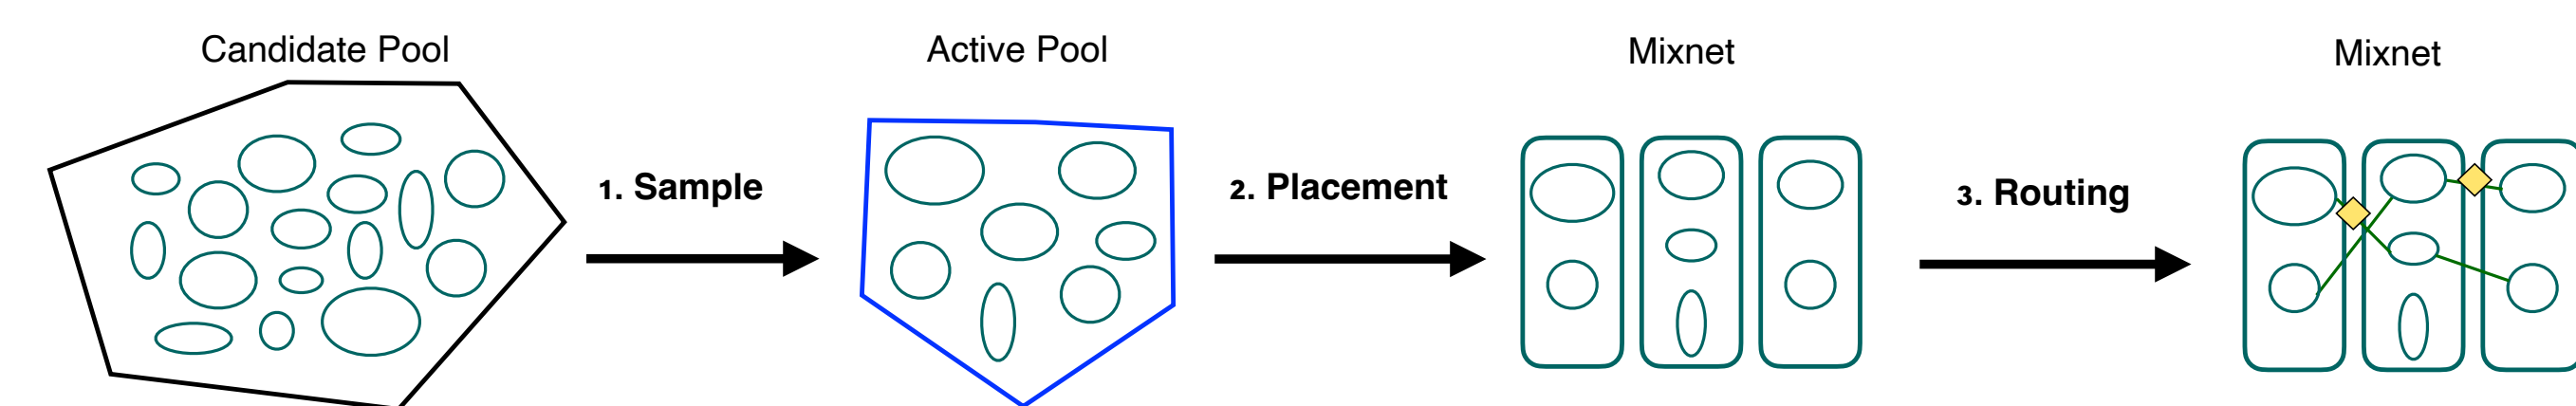 Candidate Pool
Active Pool
Mixnet
Mixnet
1. Sample
2. Placement
3. Routing